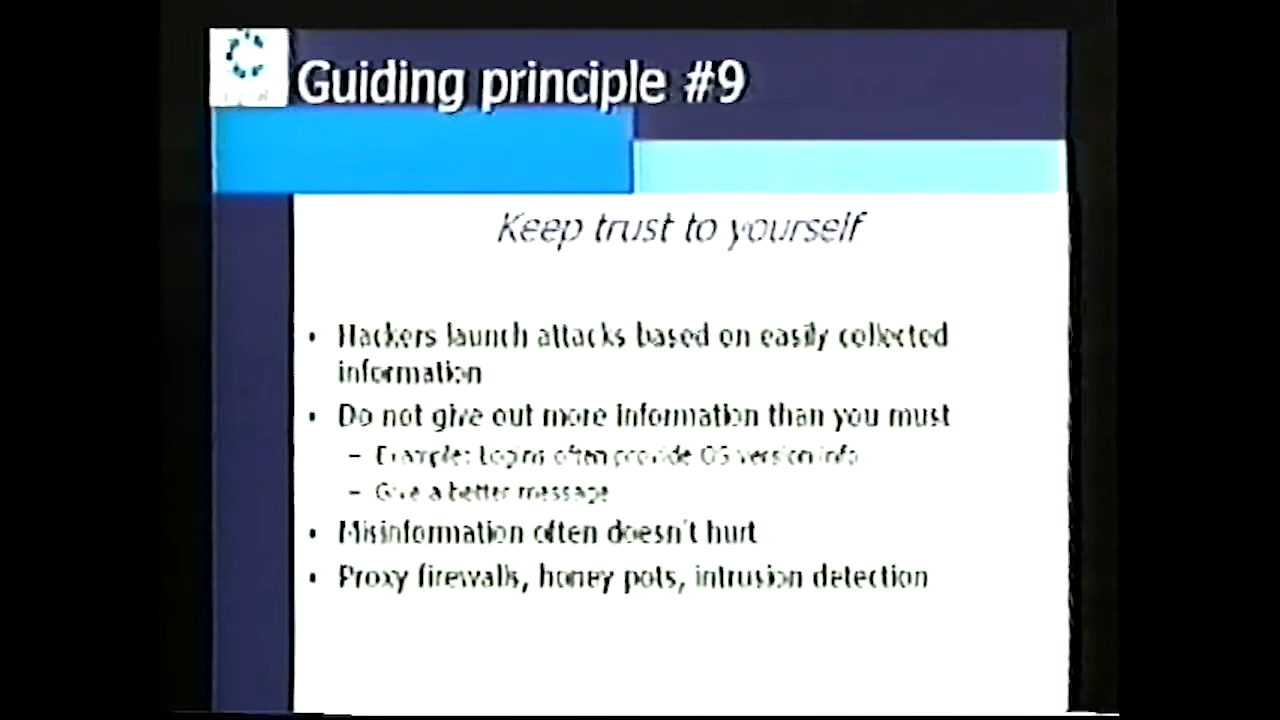 Guiding principle #9
Keep trust to yourself
• Hackers launch attacks based on easily collected
information
• Do not give out more information than you must
– Example: Logins often provide OS version info
– Give a better message
• Misinformation often doesn't hurt
• Proxy firewalls, honey pots, intrusion detection